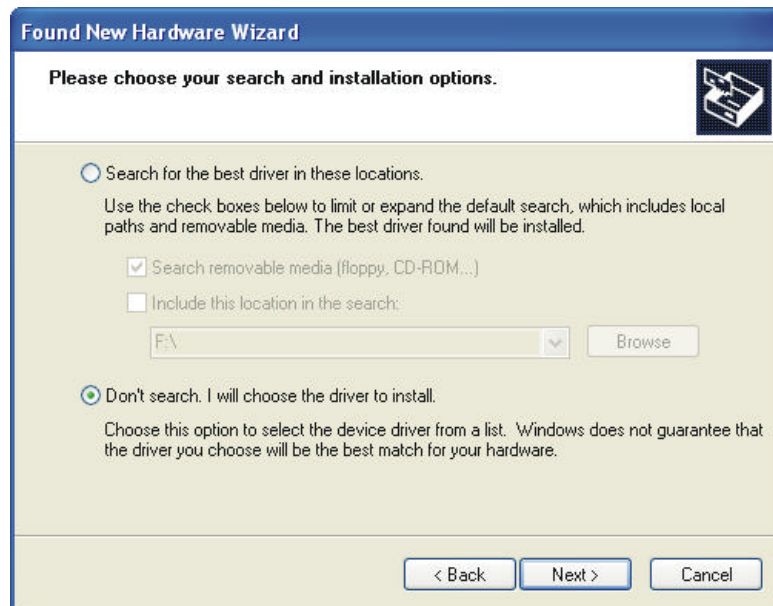 Found New Hardware Wizard
Please choose your search and installation options.
Search for the best driver in these locations.
Use the check boxes below to limit or expand the default search, which includes local
paths and removable media. The best driver found will be installed.
Search removable media (floppy, CD-ROM...)
Include this location in the search:
F:\
Browse
Don't search. I will choose the driver to install.
Choose this option to select the device driver from a list. Windows does not guarantee that
the driver you choose will be the best match for your hardware.
< Back
Next >
Cancel